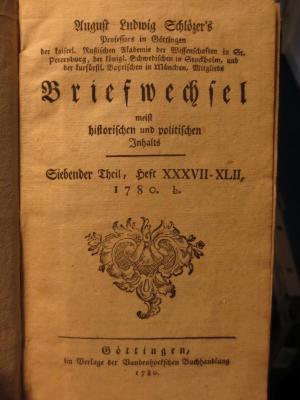 August Ludwig Schlözer's
Professors in Göttingen
der kaiserl. Rußischen Akademie der Wissenschaften in St.
Petersburg, der königl. Schwedischen in Stockholm, und
der kurfürstl. Bayrischen in München, Mitglieds
Briefwechsel
meist
historischen und politischen
Inhalts
Siebender Theil, Heft XXXVII-XLII,
1780. b.
Göttingen,
im Verlage der Vandenhoekschen Buchhandlung
1780.